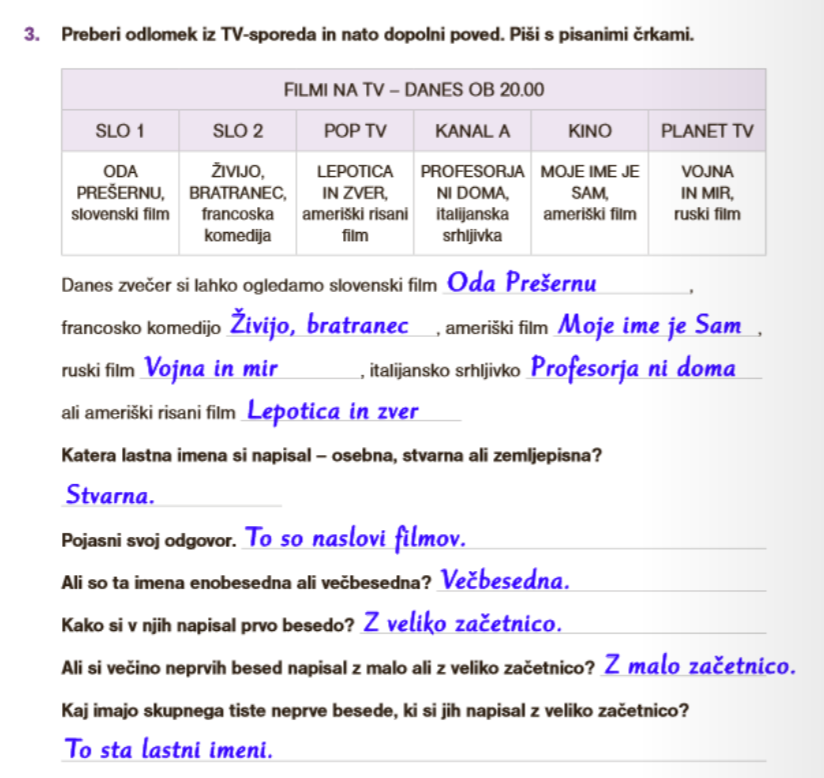 3. Preberi odlomek iz TV-sporeda in nato dopolni poved. Piši s pisanimi črkami.
FILMI NA TV – DANES OB 20.00
SLO 1 SLO 2 POP TV KANAL A KINO PLANET TV
ODA ŽIVIJO, LEPOTICA PROFESORJA MOJE IME JE VOJNA
PREŠERNU, BRATRANEC, IN ZVER, NI DOMA, SAM, IN MIR,
slovenski film francoska ameriški risani italijanska ameriški film ruski film
komedija film srhljivka
Danes zvečer si lahko ogledamo slovenski film Oda Prešernu ,
francosko komedijo Živijo, bratranec , ameriški film Moje ime je Sam ,
ruski film Vojna in mir , italijansko srhljivko Profesorja ni doma
ali ameriški risani film Lepotica in zver
Katera lastna imena si napisal – osebna, stvarna ali zemljepisna?
Stvarna.
Pojasni svoj odgovor. To so naslovi filmov.
Ali so ta imena enobesedna ali večbesedna? Večbesedna.
Kako si v njih napisal prvo besedo? Z veliko začetnico.
Ali si večino neprvih besed napisal z malo ali z veliko začetnico? Z malo začetnico.
Kaj imajo skupnega tiste neprve besede, ki si jih napisal z veliko začetnico?
To sta lastni imeni.